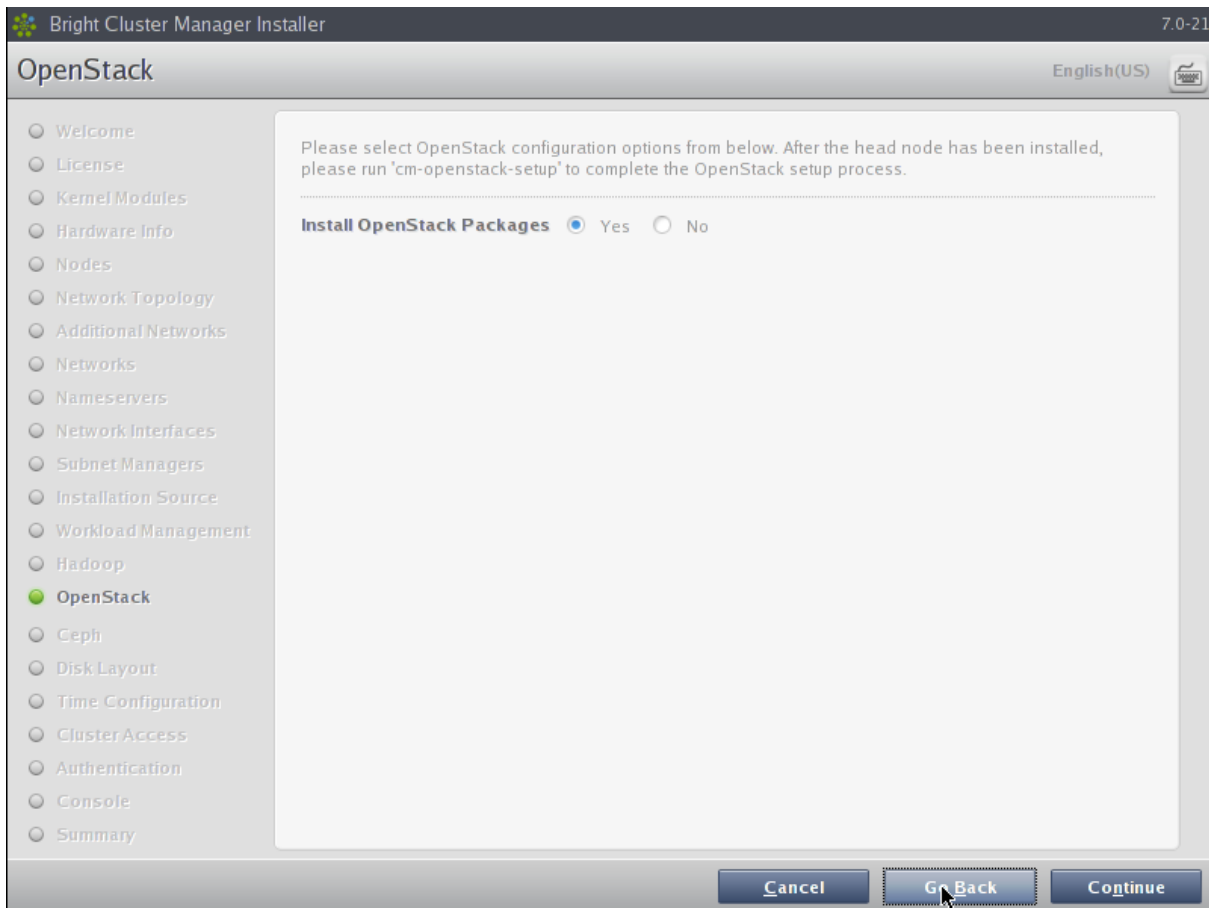 Bright Cluster Manager Installer
7.0-21
OpenStack
English(US)
Welcome
License
Kernel Modules
Hardware Info
Nodes
Network Topology
Additional Networks
Networks
Nameservers
Network Interfaces
Subnet Managers
Installation Source
Workload Management
Hadoop
OpenStack
Ceph
Disk Layout
Time Configuration
Cluster Access
Authentication
Console
Summary
Please select OpenStack configuration options from below. After the head node has been installed,
please run 'cm-openstack-setup' to complete the OpenStack setup process.
Install OpenStack Packages Yes No
Cancel Go Back Continue